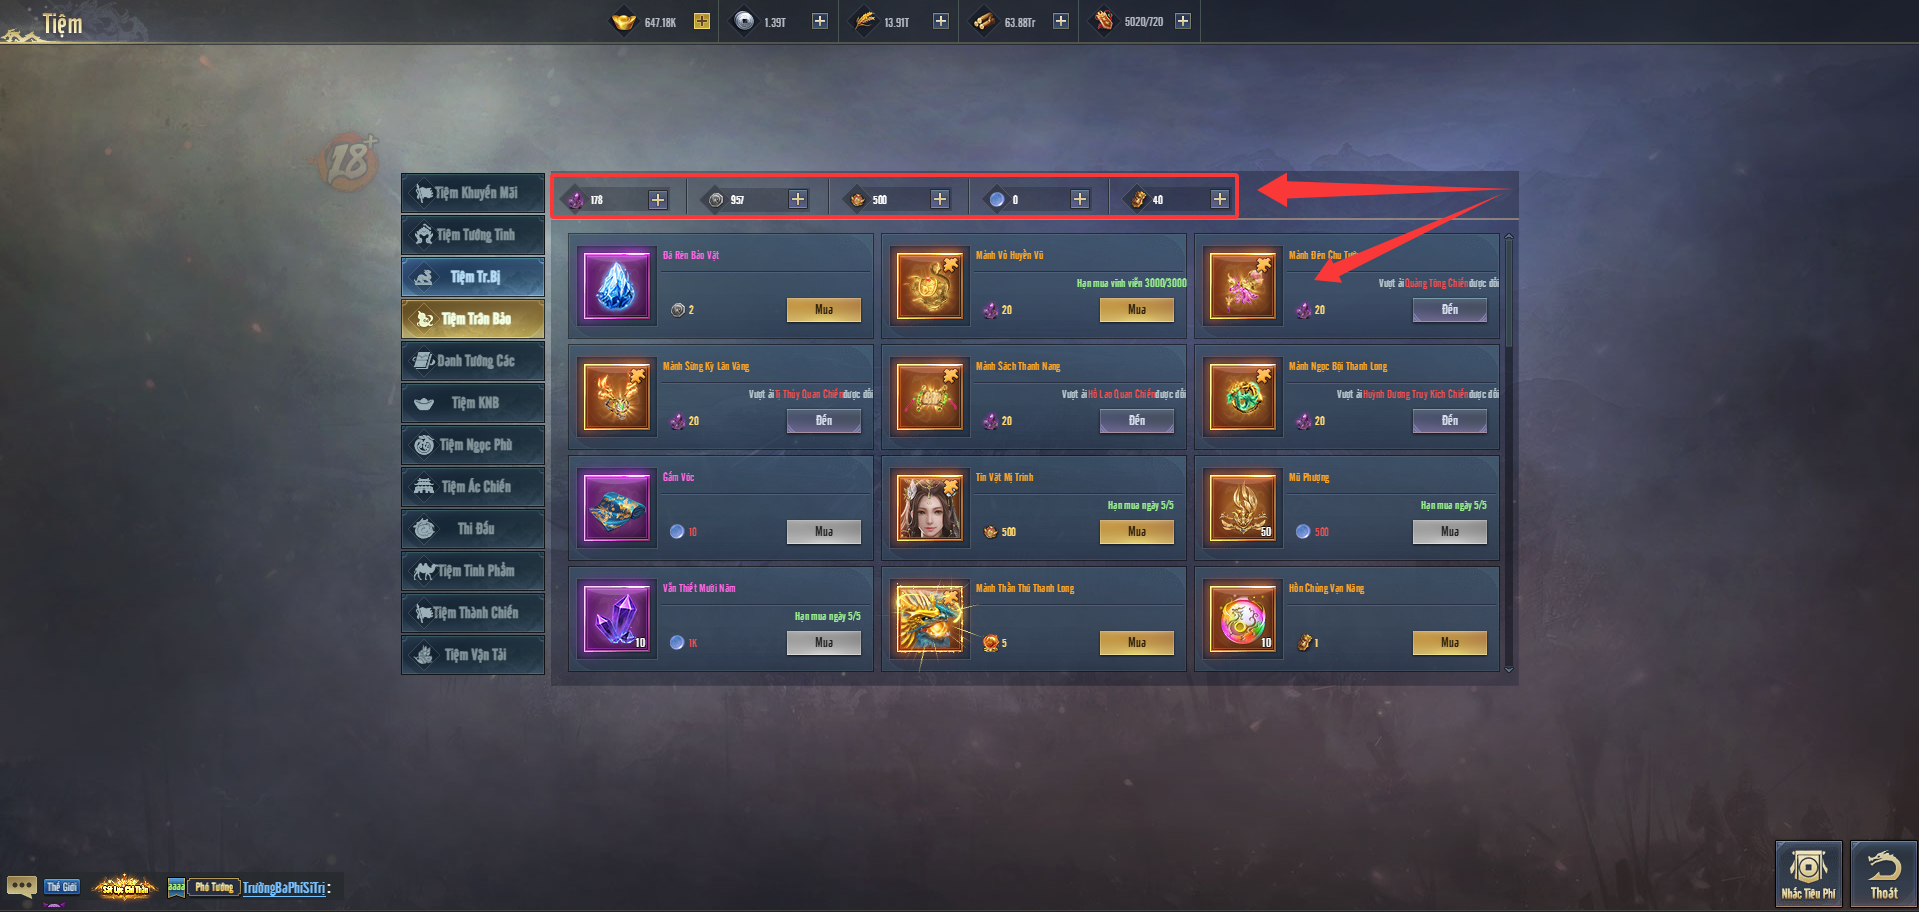 Tiệm
647.18K
1.39T
13.91T
63.88Tr
5020/720
18+
Tiệm Khuyến Mãi
Tiệm Tướng Tinh
Tiệm Tr.Bị
Tiệm Trân Bảo
Danh Tướng Các
Tiệm KNB
Tiệm Ngọc Phù
Tiệm Ác Chiến
Thi Đấu
Tiệm Tinh Phẩm
Tiệm Thành Chiến
Tiệm Vận Tải
178
957
500
0
40
Đá Rèn Bảo Vật
2
Mua
Mảnh Vỏ Huyền Vũ
Hạn mua vĩnh viễn 3000/3000
20
Mua
Mảnh Đèn Chu Tước
Vượt ải Quảng Tông Chiến được đổi
20
Đến
Mảnh Sừng Kỳ Lân Vàng
Vượt ải Tị Thủy Quan Chiến được đổi
20
Đến
Mảnh Sách Thanh Nang
Vượt ải Hổ Lao Quan Chiến được đổi
20
Đến
Mảnh Ngọc Bội Thanh Long
Vượt ải Huỳnh Dương Truy Kích Chiến được đổi
20
Đến
Gấm Vóc
10
Mua
Tín Vật Mị Trinh
Hạn mua ngày 5/5
500
Mua
Mũ Phượng
Hạn mua ngày 5/5
50
500
Mua
Vẫn Thiết Mười Năm
Hạn mua ngày 5/5
10
1K
Mua
Mảnh Thần Thú Thanh Long
5
Mua
Hồn Chủng Vạn Năng
10
1
Mua
Thế Giới
Sát Lục Chi Thần
aaaa
Phó Tướng
TrườngBaPhiSiTrị:
Nhắc Tiêu Phí
Thoát